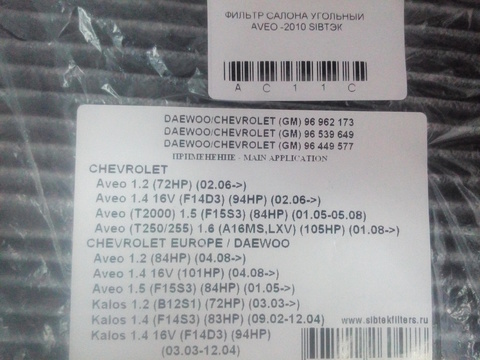 ФИЛЬТР САЛОНА УГОЛЬНЫЙ
AVEO -2010 SIBТЭК
A C 1 1 C
DAEWOO/CHEVROLET (GM) 96 962 173
DAEWOO/CHEVROLET (GM) 96 539 649
DAEWOO/CHEVROLET (GM) 96 449 577
ПРИМЕНЕНИЕ - MAIN APPLICATION
CHEVROLET
Aveo 1.2 (72HP) (02.06->)
Aveo 1.4 16V (F14D3) (94HP) (02.06->)
Aveo (T2000) 1.5 (F15S3) (84HP) (01.05-05.08)
Aveo (T250/255) 1.6 (A16MS,LXV) (105HP) (01.08->)
CHEVROLET EUROPE / DAEWOO
Aveo 1.2 (84HP) (04.08->)
Aveo 1.4 16V (101HP) (04.08->)
Aveo 1.5 (F15S3) (84HP) (01.05->)
Kalos 1.2 (B12S1) (72HP) (03.03->)
Kalos 1.4 (F14S3) (83HP) (09.02-12.04)
Kalos 1.4 16V (F14D3) (94HP)
(03.03-12.04)
www.sibtekfilters.ru